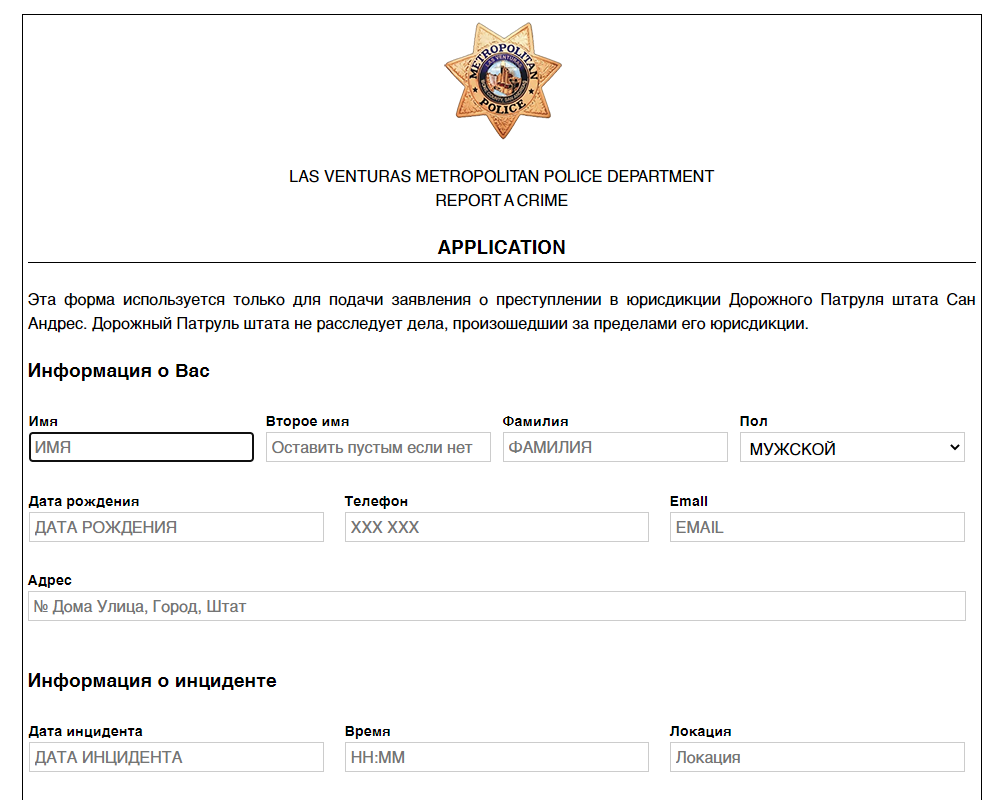 METROPOLITAN
LAS VENTURAS
POLICE
LAS VENTURAS METROPOLITAN POLICE DEPARTMENT
REPORT A CRIME
APPLICATION
Эта форма используется только для подачи заявления о преступлении в юрисдикции Дорожного Патруля штата Сан
Андрес. Дорожный Патруль штата не расследует дела, произошедшии за пределами его юрисдикции.
Информация о Вас
Имя Второе имя Фамилия Пол
ИМЯ Оставить пустым если нет ФАМИЛИЯ МУЖСКОЙ
Дата рождения Телефон Email
ДАТА РОЖДЕНИЯ XXX XXX EMAIL
Адрес
№ Дома Улица, Город, Штат
Информация о инциденте
Дата инцидента Время Локация
ДАТА ИНЦИДЕНТА HH:MM Локация